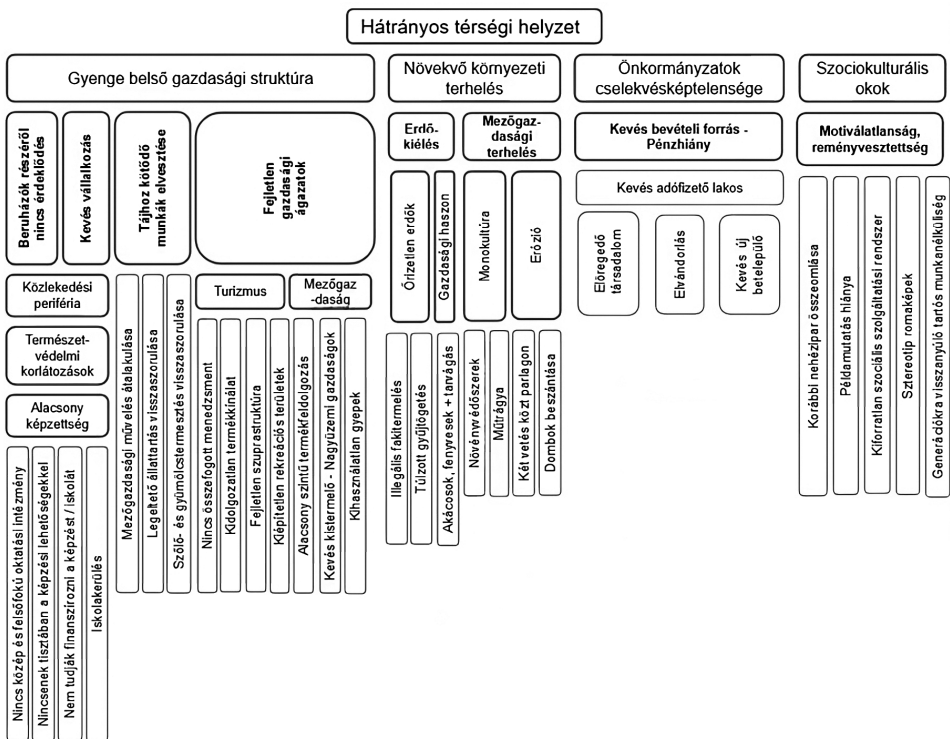 Hátrányos térségi helyzet
Gyenge belső gazdasági struktúra
Növekvő környezeti
terhelés
Önkormányzatok
cselekvésképtelensége
Szociokulturális
okok
Beruházók részéről
nincs érdeklődés
Kevés vállalkozás
Tájhoz kötődő
munkák elvesztése
Fejletlen
gazdasági
ágazatok
Erdő-
kiélés
Mezőgaz-
dasági
terhelés
Kevés bevételi forrás -
Pénzhiány
Motiválatlanság,
reményvesztettség
Közlekedési
periféria
Természet-
védelmi
korlátozások
Alacsony
képzettség
Nincs közép és felsőfokú oktatási intézmény
Nincsenek tisztában a képzési lehetőségekkel
Nem tudják finanszírozni a képzést / iskolát
Iskolakerülés
Mezőgazdasági művelés átalakulása
Legeltető állattartás visszaszorulása
Szőlő- és gyümölcstermesztés visszaszorulása
Turizmus
Mezőgaz
-daság
Nincs összefogott menedzsment
Kidolgozatlan termékkínálat
Fejletlen szuprastruktúra
Kiépítetlen rekreációs területek
Alacsony szintű termékfeldolgozás
Kevés kistermelő - Nagyüzemi gazdaságok
Kihasználatlan gyepek
Őrizetlen erdők
Gazdasági haszon
Monokultúra
Erózió
Illegális fakitermelés
Túlzott gyűjtögetés
Akácosok, fenyvesek + tarvágás
Növényvédőszerek
Műtrágya
Két vetés közt parlagon
Dombok beszántása
Kevés adófizető lakos
Elöregedő
társadalom
Elvándorlás
Kevés új
betelepülő
Korábbi nehézipar összeomlása
Példamutatás hiánya
Kiforratlan szociális szolgáltatási rendszer
Sztereotip romaképek
Generációkra visszanyúló tartós munkanélküliség